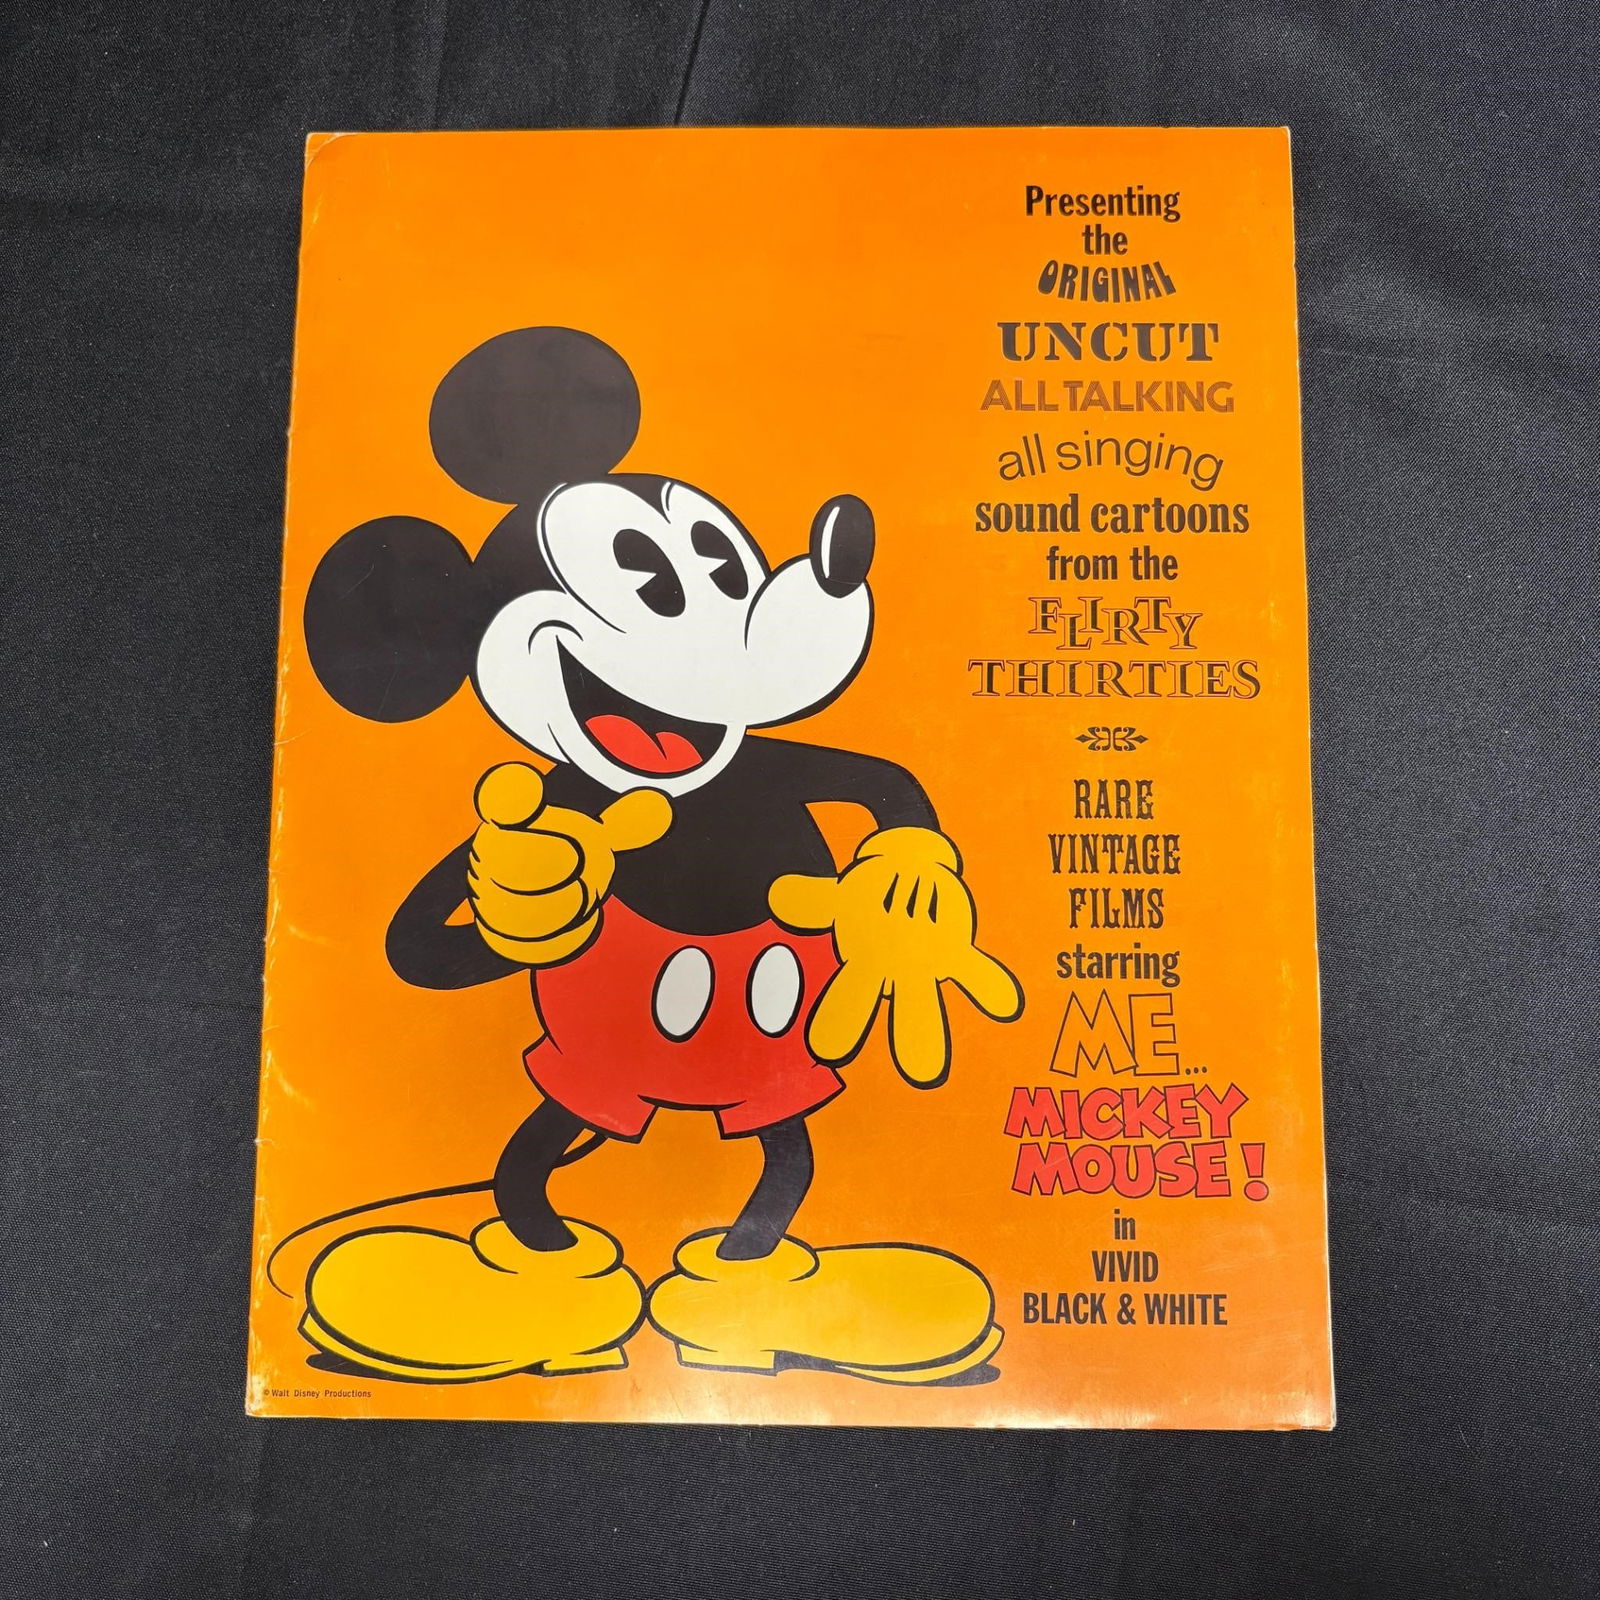 Presenting
the
ORIGINAL
UNCUT
ALL TALKING
all singing
sound cartoons
from the
FLIRTY
THIRTIES
RARE
VINTAGE
FILMS
starring
ME...
MICKEY
MOUSE!
in
VIVID
BLACK & WHITE
© Walt Disney Productions